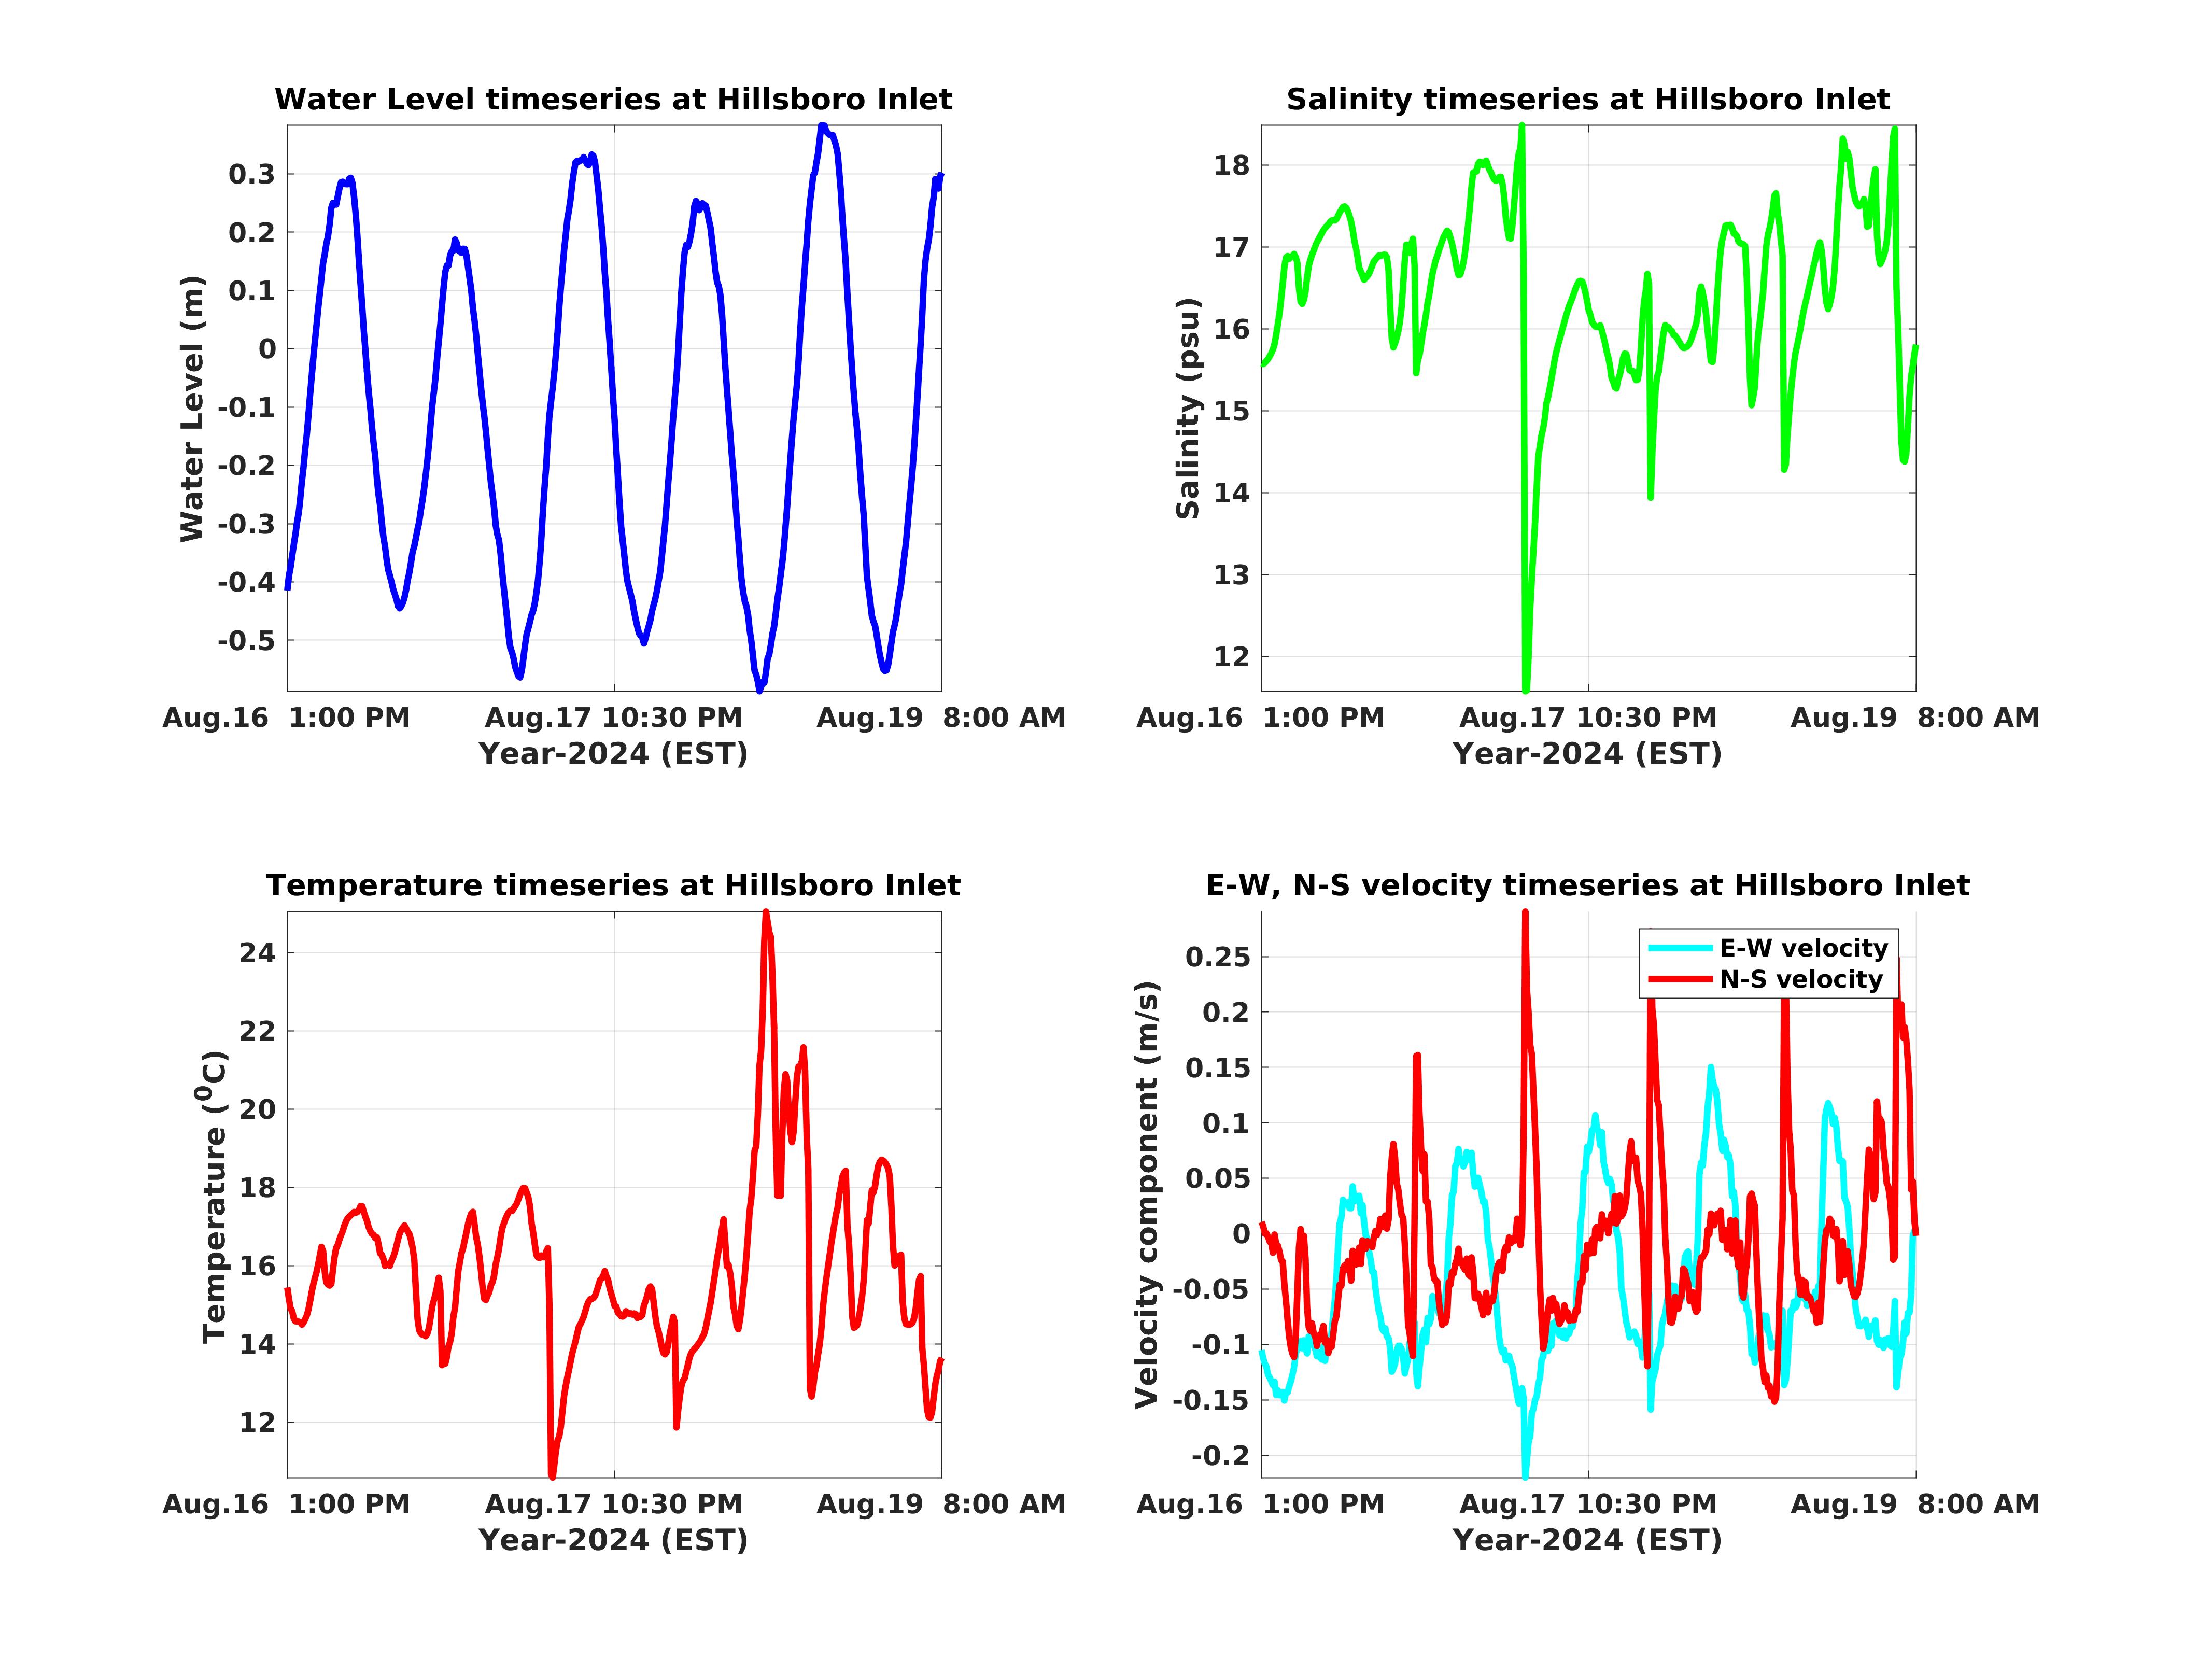 Water Level timeseries at Hillsboro Inlet
Water Level (m)
0.3
0.2
0.1
0
-0.1
-0.2
-0.3
-0.4
-0.5
Aug.16 1:00 PM
Aug.17 10:30 PM
Aug.19 8:00 AM
Year-2024 (EST)
Salinity timeseries at Hillsboro Inlet
Salinity (psu)
18
17
16
15
14
13
12
Aug.16 1:00 PM
Aug.17 10:30 PM
Aug.19 8:00 AM
Year-2024 (EST)
Temperature timeseries at Hillsboro Inlet
Temperature (⁰C)
24
22
20
18
16
14
12
Aug.16 1:00 PM
Aug.17 10:30 PM
Aug.19 8:00 AM
Year-2024 (EST)
E-W, N-S velocity timeseries at Hillsboro Inlet
Velocity component (m/s)
0.25
0.2
0.15
0.1
0.05
0
-0.05
-0.1
-0.15
-0.2
E-W velocity
N-S velocity
Aug.16 1:00 PM
Aug.17 10:30 PM
Aug.19 8:00 AM
Year-2024 (EST)